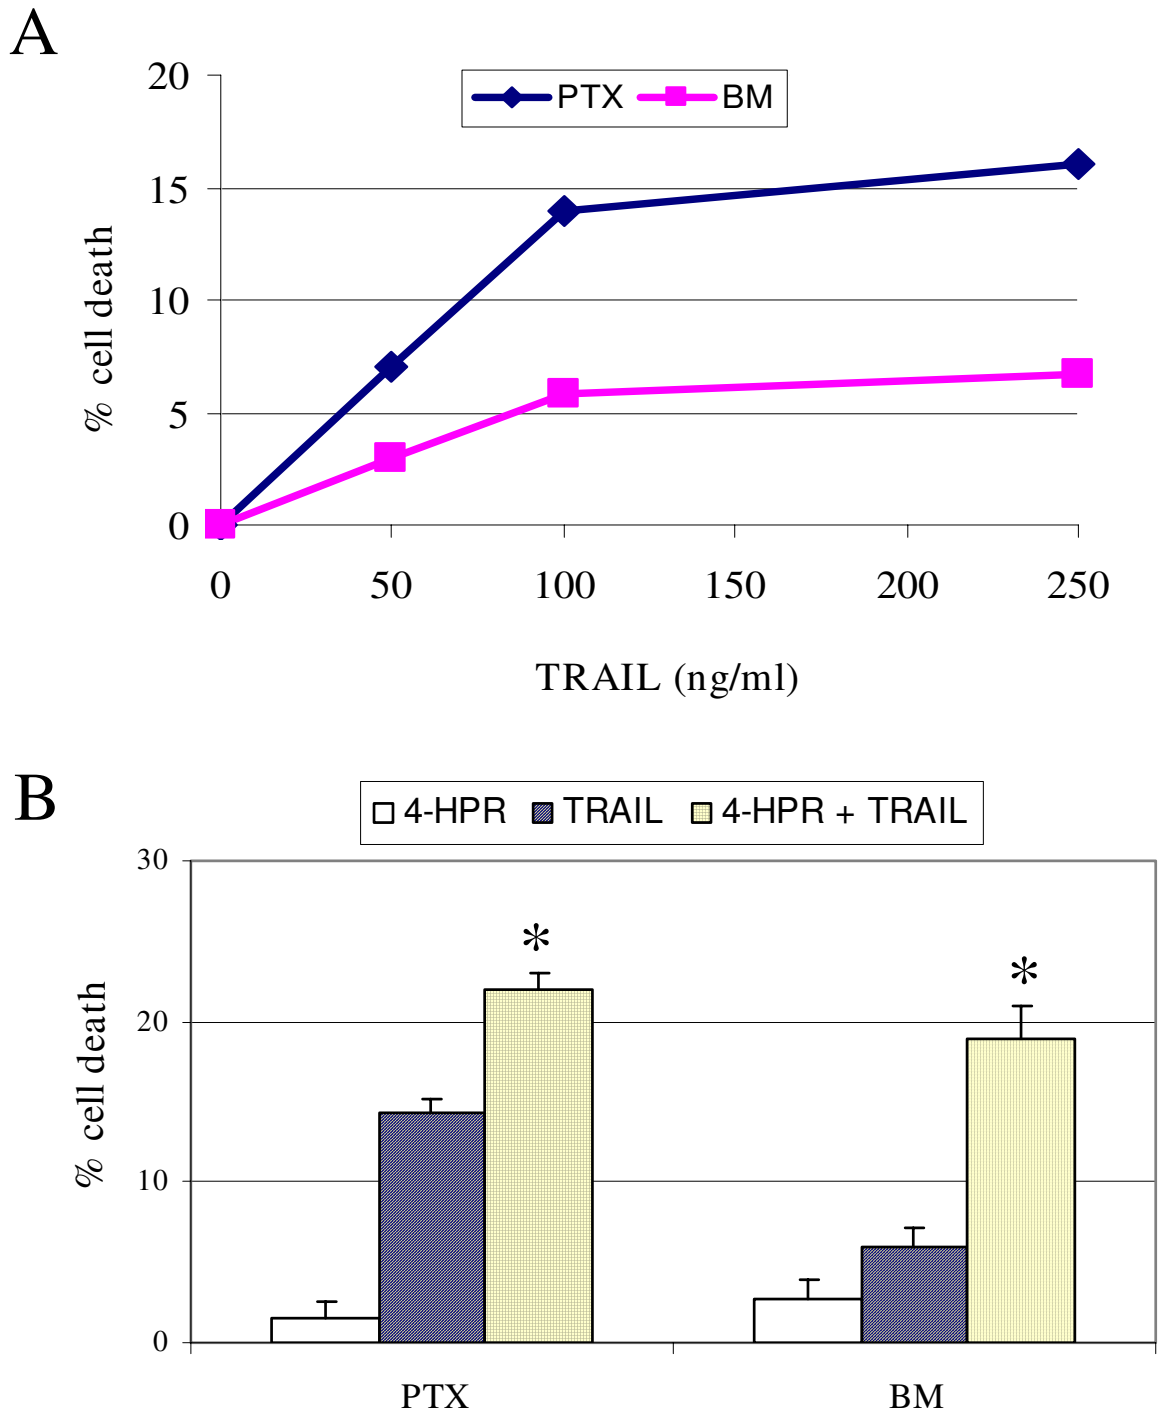 A
PTX BM
20
15
10
5
0
% cell death
0 50 100 150 200 250
TRAIL (ng/ml)
B
4-HPR TRAIL 4-HPR + TRAIL
30
20
10
0
% cell death
* *
PTX BM